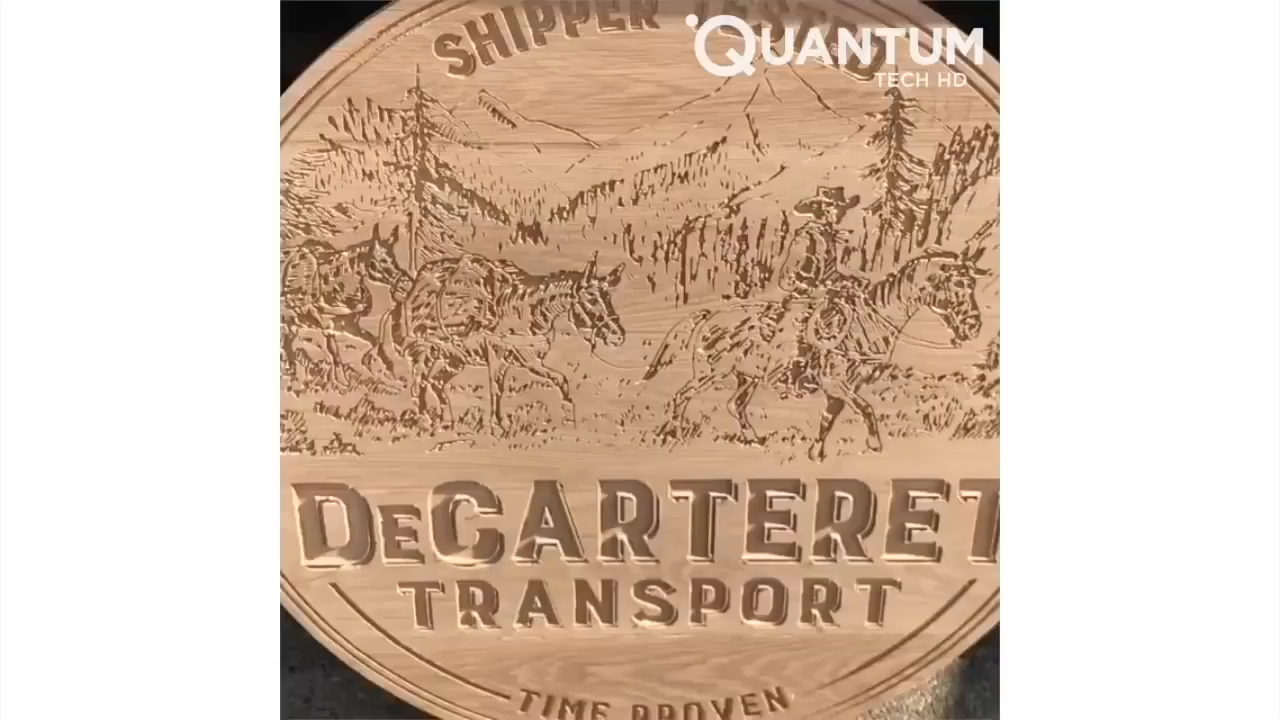 SHIPPER TESTED
QUANTUM
TECH HD
DECARTERET
TRANSPORT
TIME PROVEN